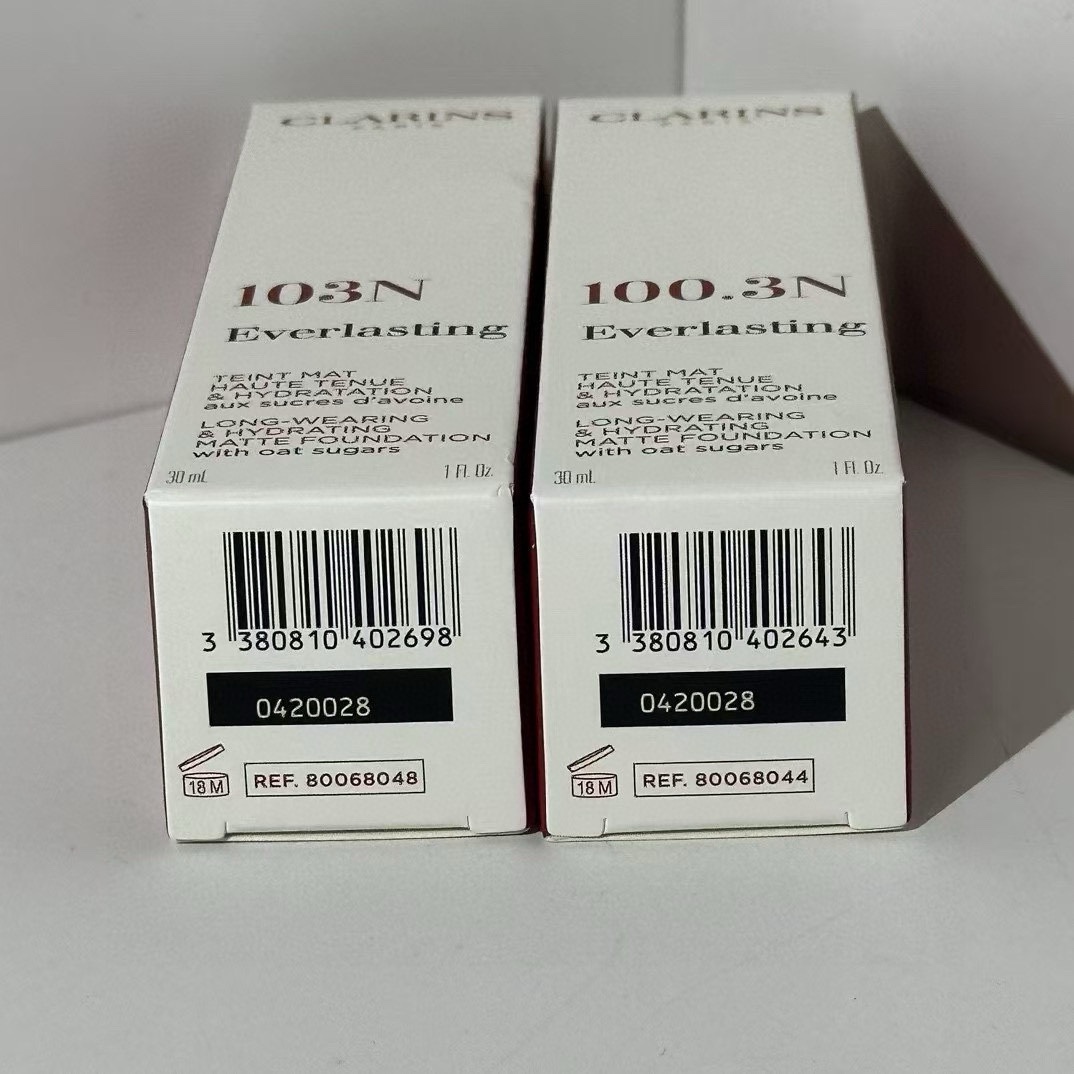 CLARINS
PARIS
103N
Everlasting
TEINT MAT
HAUTE TENUE
& HYDRATATION
aux sucres d'avoine
LONG-WEARING
& HYDRATING
MATTE FOUNDATION
with oat sugars
30 mL 1 Fl. Oz.
3 380810 402698
0420028
18 M
REF. 80068048
CLARINS
PARIS
100.3N
Everlasting
TEINT MAT
HAUTE TENUE
& HYDRATATION
aux sucres d'avoine
LONG-WEARING
& HYDRATING
MATTE FOUNDATION
with oat sugars
30 mL 1 Fl. Oz.
3 380810 402643
0420028
18 M
REF. 80068044